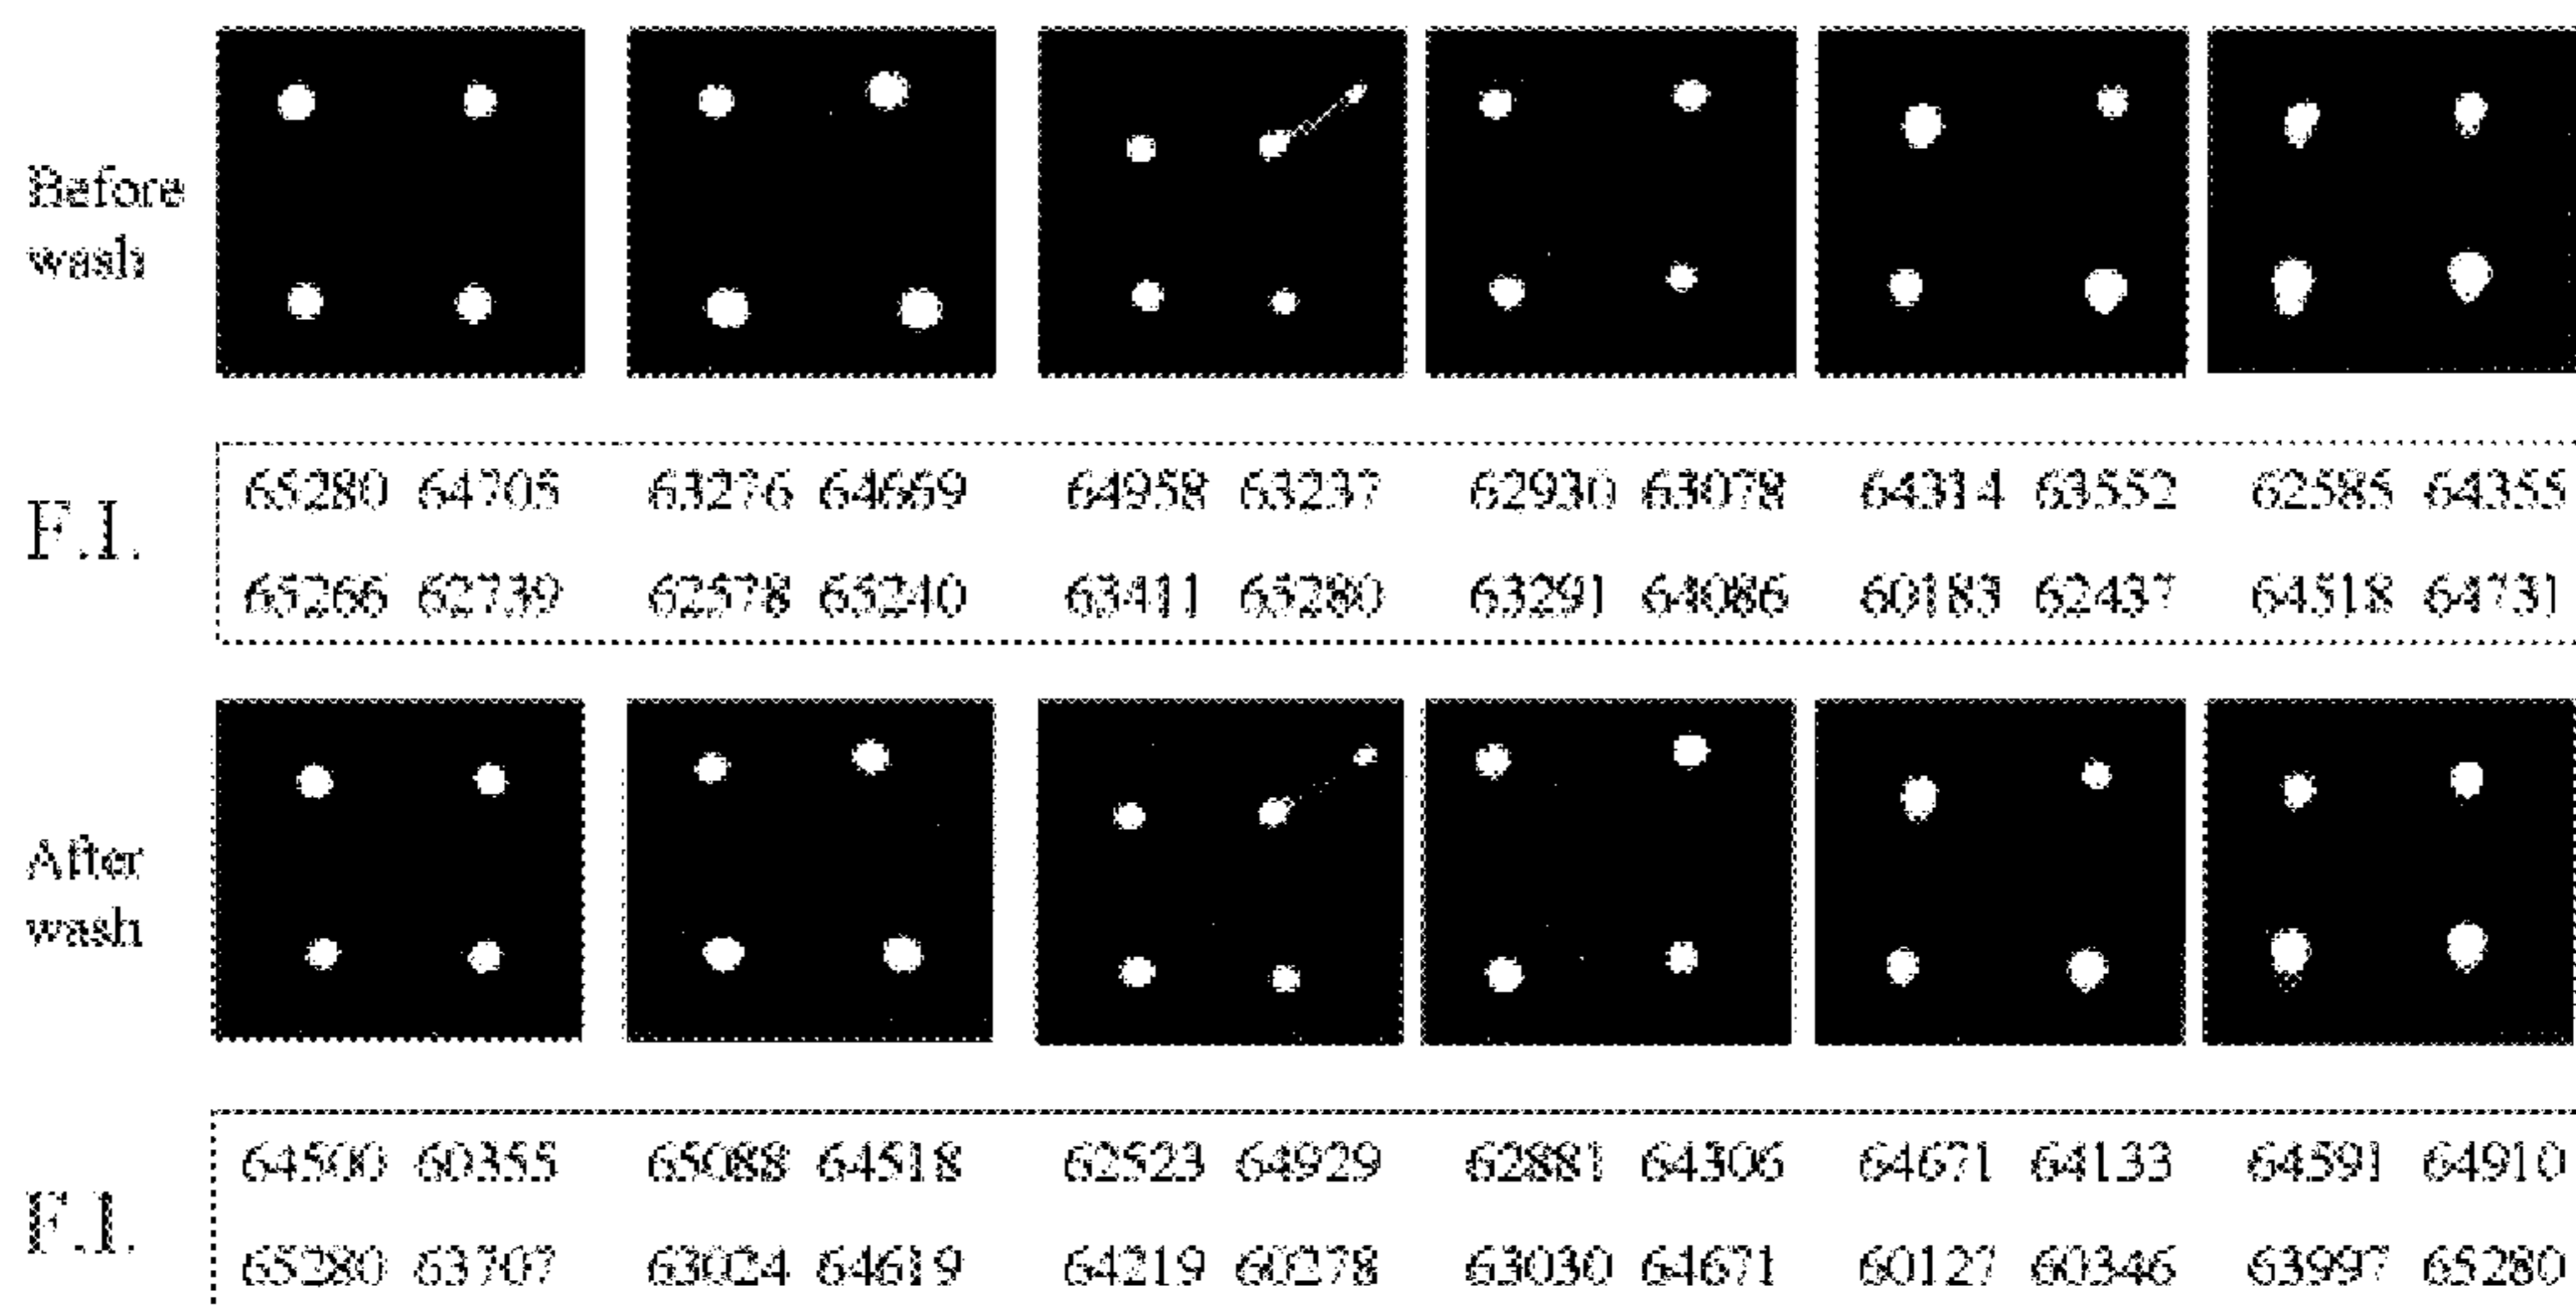 Before
wash
F.I.
65280 64705 63276 64669 64958 63237 62930 63078 64314 63552 62585 64355
65266 62739 62578 65240 63411 65280 63291 64086 60183 62437 64518 64731
After
wash
F.I.
64500 60355 65088 64518 62523 64929 62881 64306 64671 64133 64591 64910
65280 63707 63024 64619 64219 60278 63030 64671 60127 60346 63997 65280